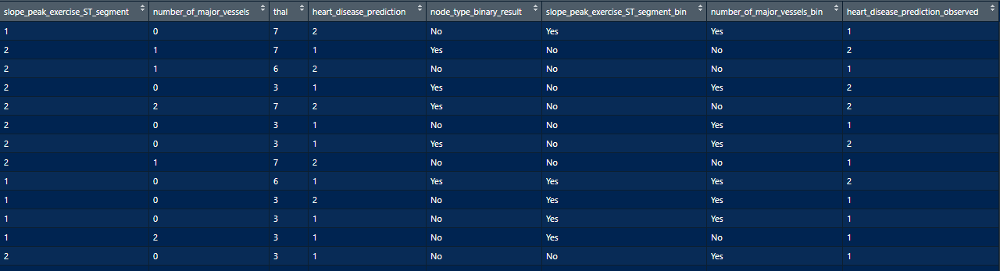 slope_peak_exercise_ST_segment number_of_major_vessels thal heart_disease_prediction node_type_binary_result slope_peak_exercise_ST_segment_bin number_of_major_vessels_bin heart_disease_prediction_observed
1 0 7 2 No Yes Yes 1
2 1 7 1 Yes No No 2
2 1 6 2 No No No 1
2 0 3 1 Yes No Yes 2
2 2 7 2 Yes No No 2
2 0 3 1 No No Yes 1
2 0 3 1 Yes No Yes 2
2 1 7 2 No No No 1
1 0 6 1 Yes Yes Yes 2
1 0 3 2 No Yes Yes 1
1 0 3 1 No Yes Yes 1
1 2 3 1 No Yes No 1
2 0 3 1 No No Yes 1